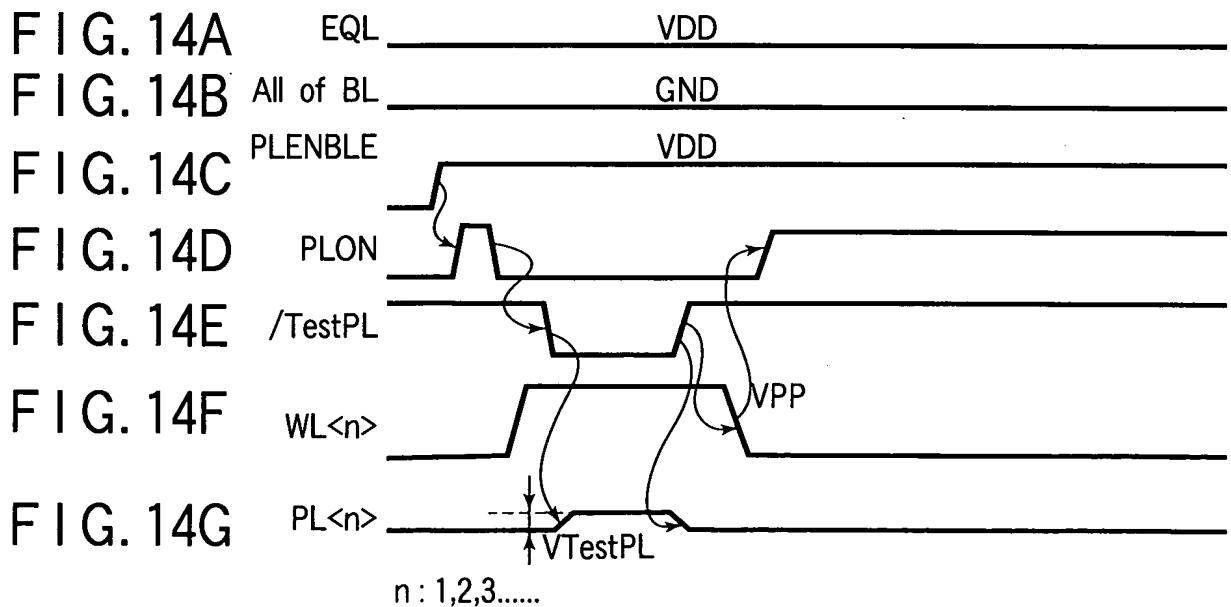 FIG. 14A EQL VDD
FIG. 14B All of BL GND
FIG. 14C PLENBLE VDD
FIG. 14D PLON
FIG. 14E /TestPL
FIG. 14F WL<n> VPP
FIG. 14G PL<n> VTestPL
n : 1,2,3......